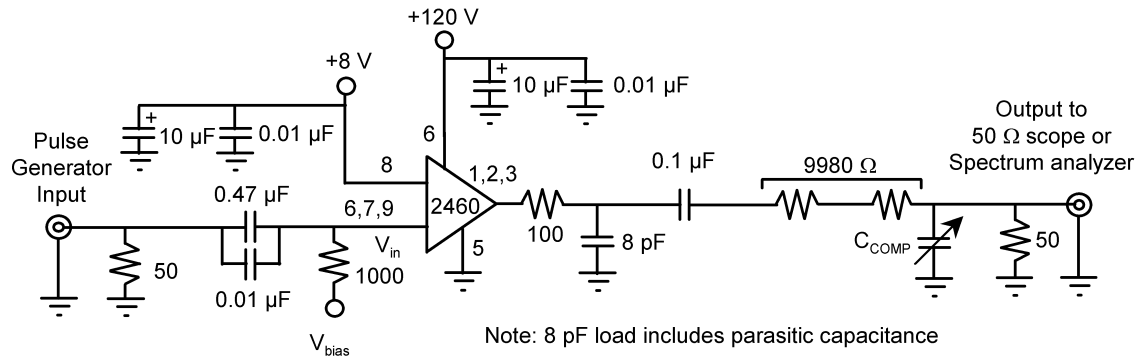 +120 V
+8 V
+
10 µF
0.01 µF
+
10 µF
0.01 µF
Pulse
Generator
Input
Output to
50 Ω scope or
Spectrum analyzer
6
8
1,2,3
0.1 µF
9980 Ω
0.47 µF
6,7,9
2460
V_in
5
100
8 pF
C_COMP
50
50
1000
0.01 µF
V_bias
Note: 8 pF load includes parasitic capacitance